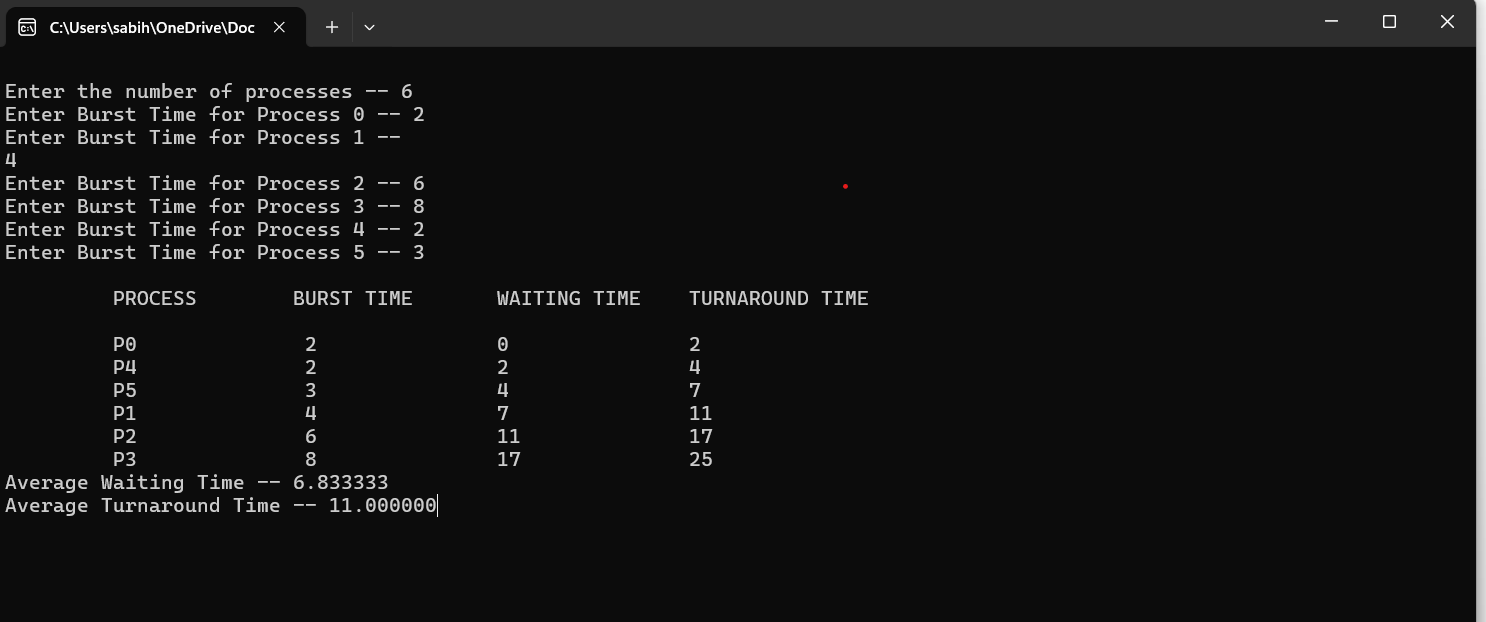 C:\Users\sabih\OneDrive\Doc
Enter the number of processes -- 6
Enter Burst Time for Process 0 -- 2
Enter Burst Time for Process 1 --
4
Enter Burst Time for Process 2 -- 6
Enter Burst Time for Process 3 -- 8
Enter Burst Time for Process 4 -- 2
Enter Burst Time for Process 5 -- 3
PROCESS BURST TIME WAITING TIME TURNAROUND TIME
P0 2 0 2
P4 2 2 4
P5 3 4 7
P1 4 7 11
P2 6 11 17
P3 8 17 25
Average Waiting Time -- 6.833333
Average Turnaround Time -- 11.000000